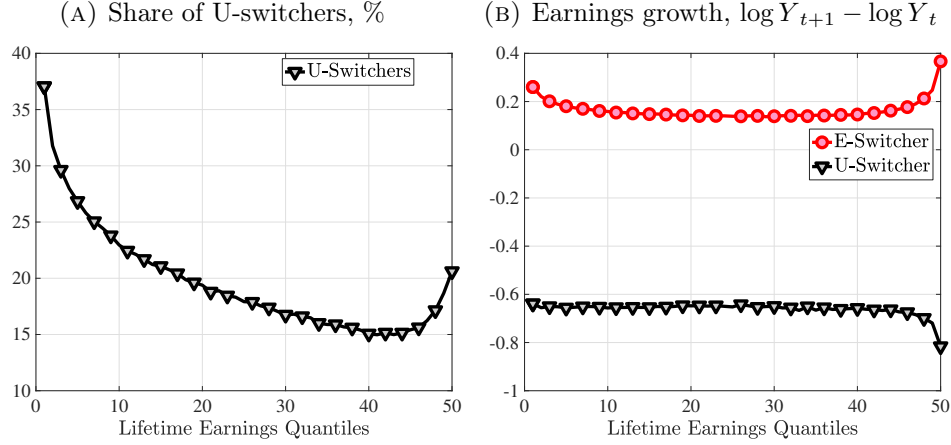 (A) Share of U-switchers, %
40
35
30
25
20
15
10
0 10 20 30 40 50
Lifetime Earnings Quantiles
U-Switchers
(B) Earnings growth, log Y_{t+1} − log Y_t
0.4
0.2
0
-0.2
-0.4
-0.6
-0.8
-1
0 10 20 30 40 50
Lifetime Earnings Quantiles
E-Switcher
U-Switcher